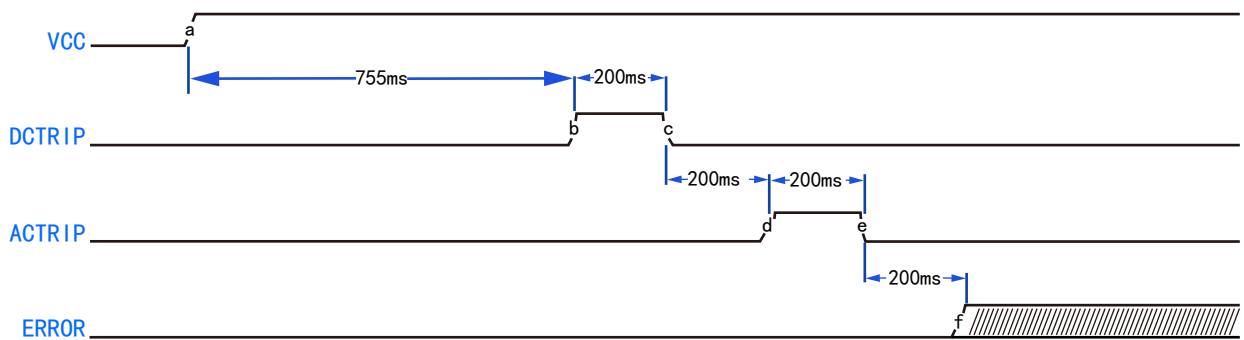 a
VCC
755ms
200ms
DCTRIP
b
c
200ms
200ms
ACTRIP
d
e
200ms
ERROR
f